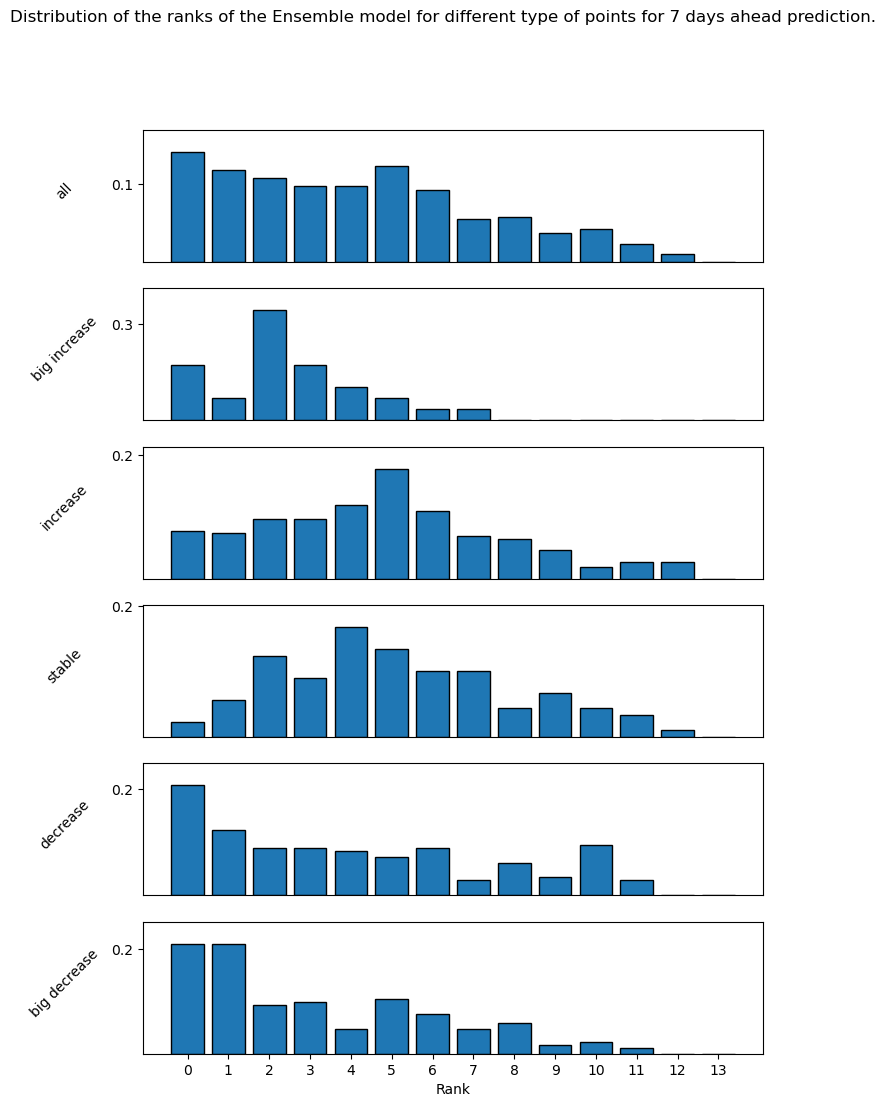 Distribution of the ranks of the Ensemble model for different type of points for 7 days ahead prediction.
all
0.1
big increase
0.3
increase
0.2
stable
0.2
decrease
0.2
big decrease
0.2
0 1 2 3 4 5 6 7 8 9 10 11 12 13
Rank